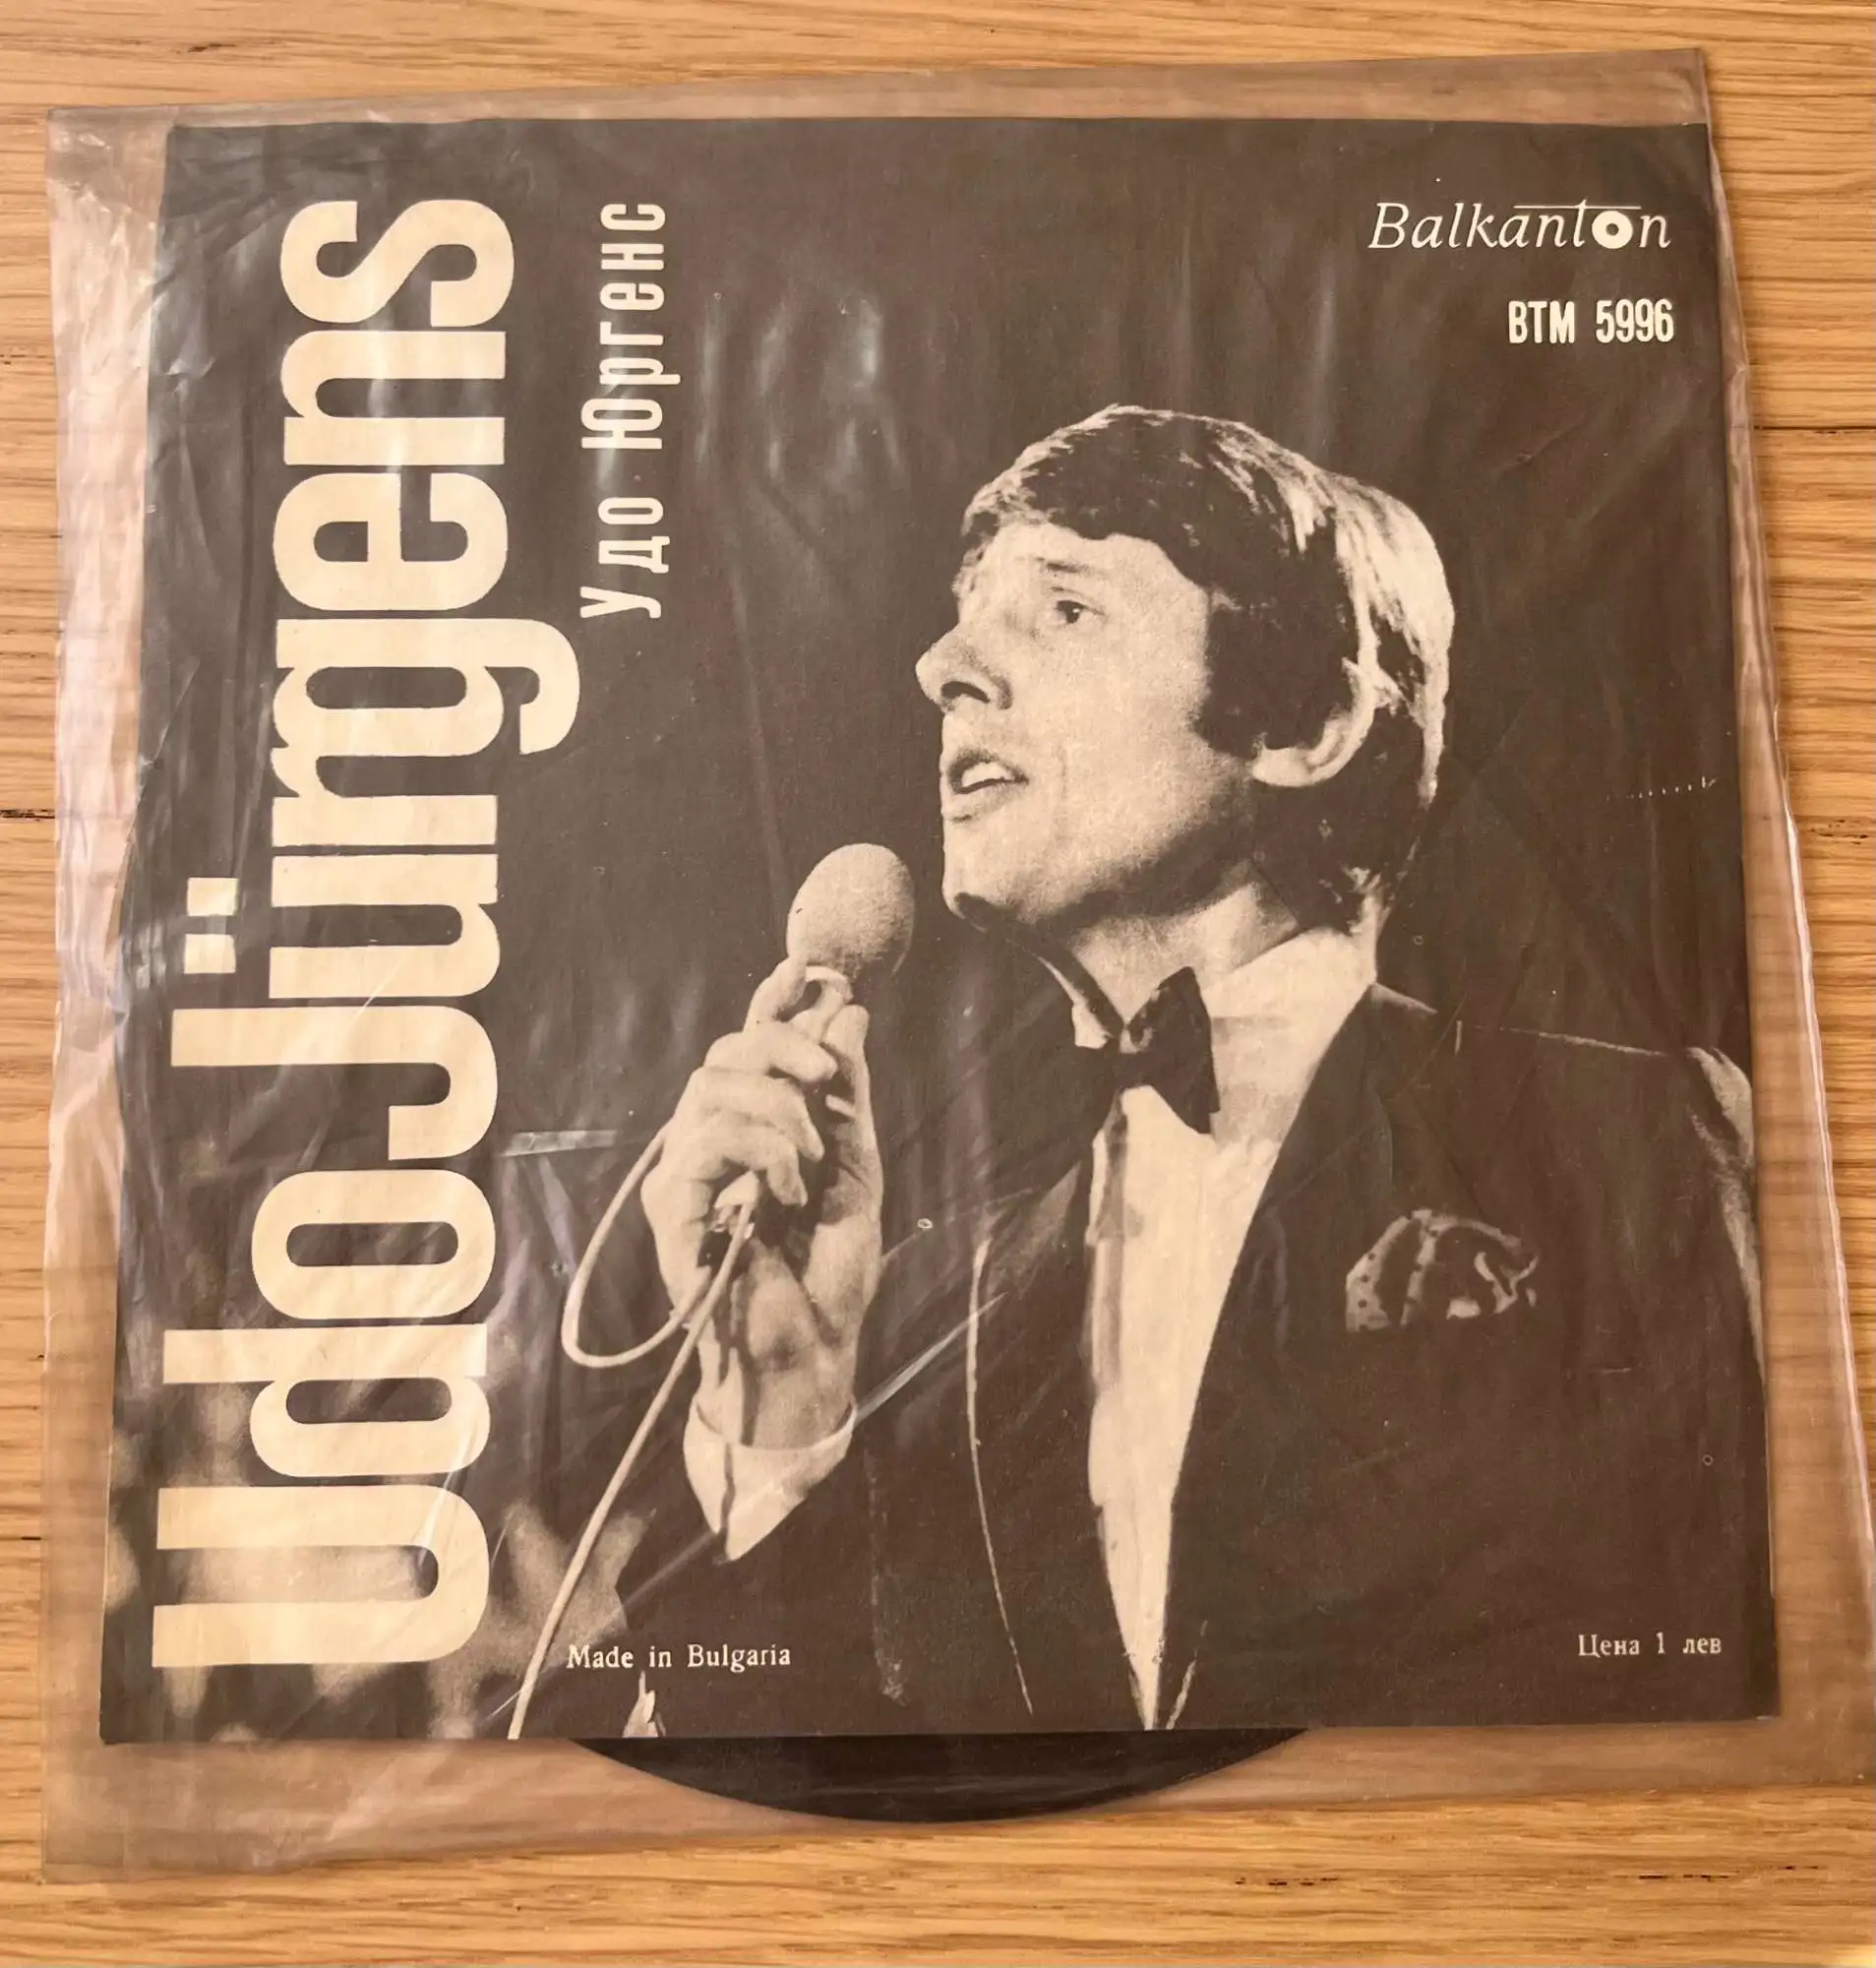 Udo Jürgens
Удо Юргенс
Balkanton
ВТМ 5996
Made in Bulgaria
Цена 1 лев